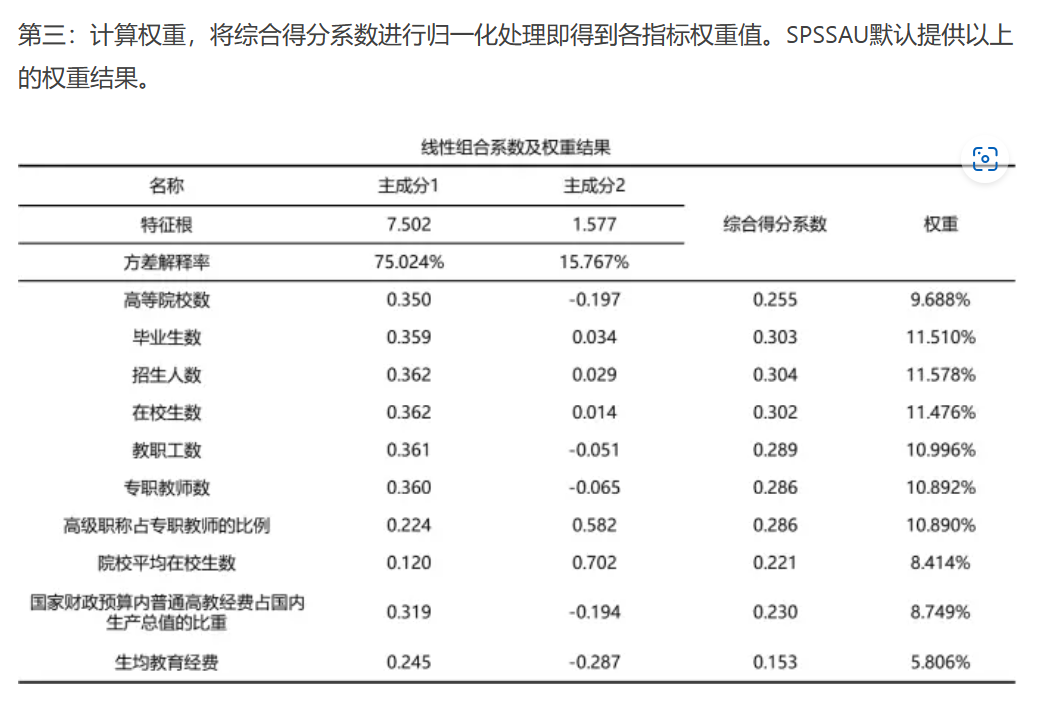 第三：计算权重，将综合得分系数进行归一化处理即得到各指标权重值。SPSSAU默认提供以上
的权重结果。
线性组合系数及权重结果
名称 主成分1 主成分2
特征根 7.502 1.577 综合得分系数 权重
方差解释率 75.024% 15.767%
高等院校数 0.350 -0.197 0.255 9.688%
毕业生数 0.359 0.034 0.303 11.510%
招生人数 0.362 0.029 0.304 11.578%
在校生数 0.362 0.014 0.302 11.476%
教职工数 0.361 -0.051 0.289 10.996%
专职教师数 0.360 -0.065 0.286 10.892%
高级职称占专职教师的比例 0.224 0.582 0.286 10.890%
院校平均在校生数 0.120 0.702 0.221 8.414%
国家财政预算内普通高教经费占国内
生产总值的比重 0.319 -0.194 0.230 8.749%
生均教育经费 0.245 -0.287 0.153 5.806%